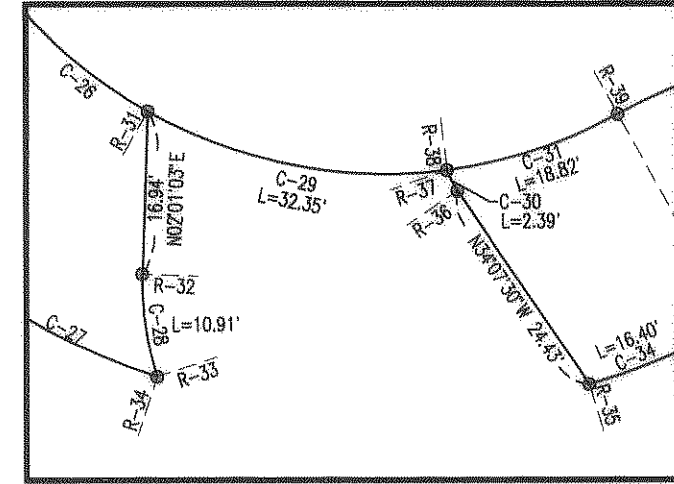 C-26
R-31
16.94'
N02°01'03"E
R-32
C-28
L=10.91'
C-27
R-33
R-34
C-29
L=32.35'
R-38
R-37
R-36
C-30
L=2.39'
C-31
L=18.82'
R-39
N34°07'30"W 24.43'
L=16.40'
C-34
R-35